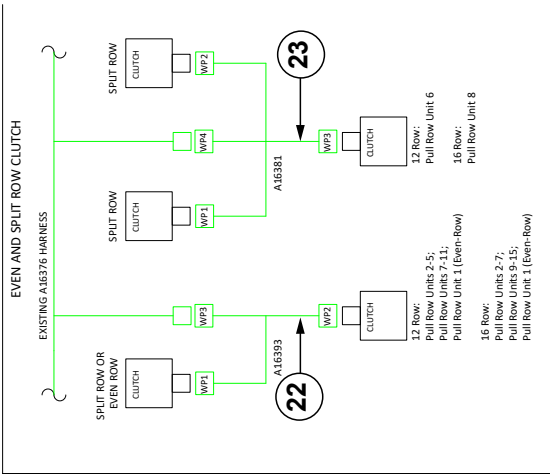 EVEN AND SPLIT ROW CLUTCH
EXISTING A16376 HARNESS
SPLIT ROW OR
EVEN ROW
CLUTCH
WP1
WP3
A16393
22
WP2
CLUTCH
12 Row:
Pull Row Units 2-5;
Pull Row Units 7-11;
Pull Row Unit 1 (Even-Row)
16 Row:
Pull Row Units 2-7;
Pull Row Units 9-15;
Pull Row Unit 1 (Even-Row)
SPLIT ROW
CLUTCH
WP1
WP4
SPLIT ROW
CLUTCH
WP2
A16381
23
WP3
CLUTCH
12 Row:
Pull Row Unit 6
16 Row:
Pull Row Unit 8